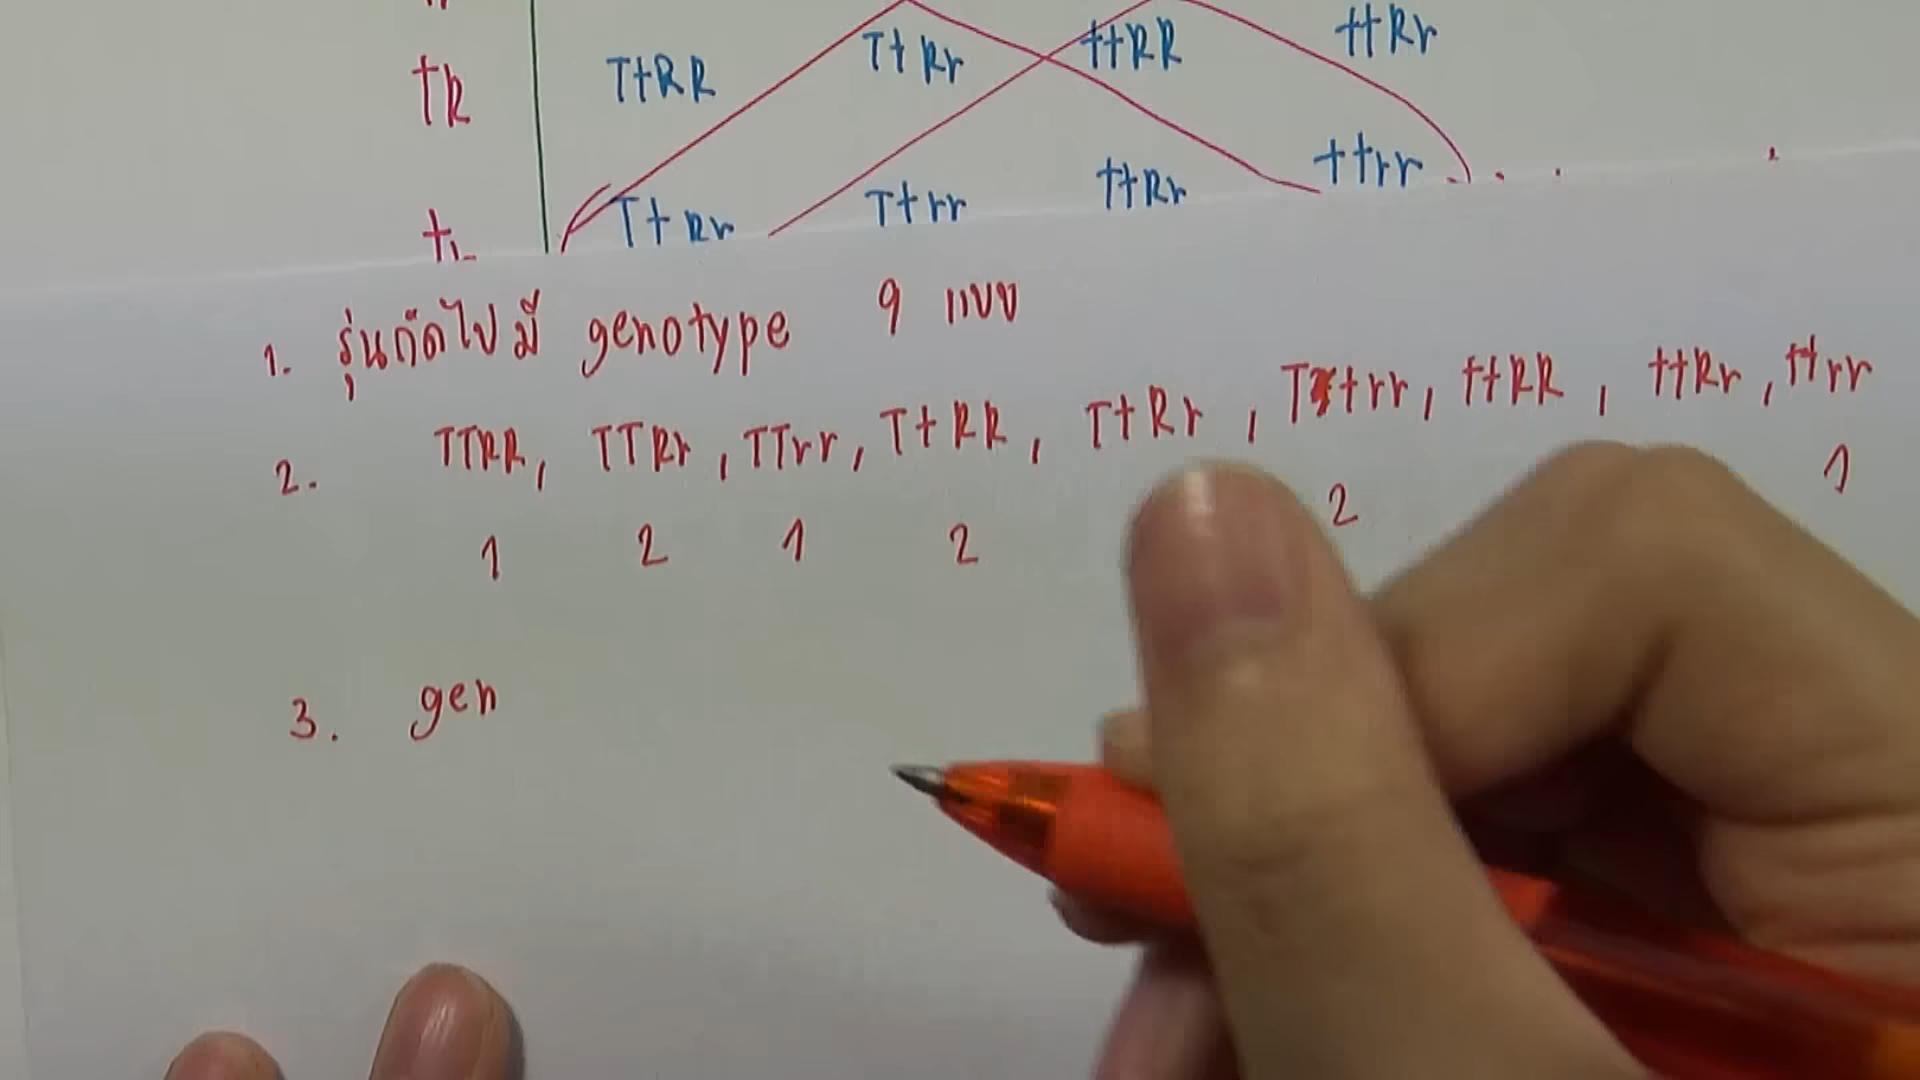 tR TtRR TtRr ttRR ttRr
TtRr Ttrr ttRr ttrr
1. รุ่นถัดไปมี genotype 9 แบบ
2. TTRR, TTRr, TTrr, TtRR, TtRr, Ttrr, ttRR, ttRr, ttrr
1 2 1 2 2 1
3. gen